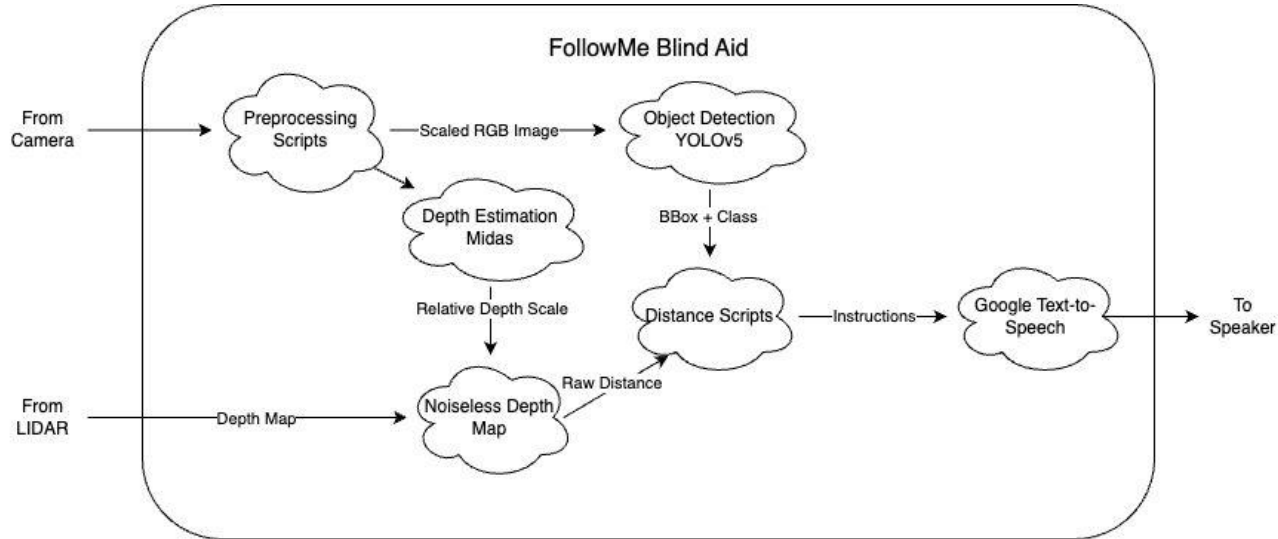 FollowMe Blind Aid
From
Camera
Preprocessing
Scripts
Scaled RGB Image
Object Detection
YOLOv5
Depth Estimation
Midas
BBox + Class
Relative Depth Scale
Distance Scripts
Instructions
Google Text-to-
Speech
To
Speaker
From
LIDAR
Depth Map
Noiseless Depth
Map
Raw Distance